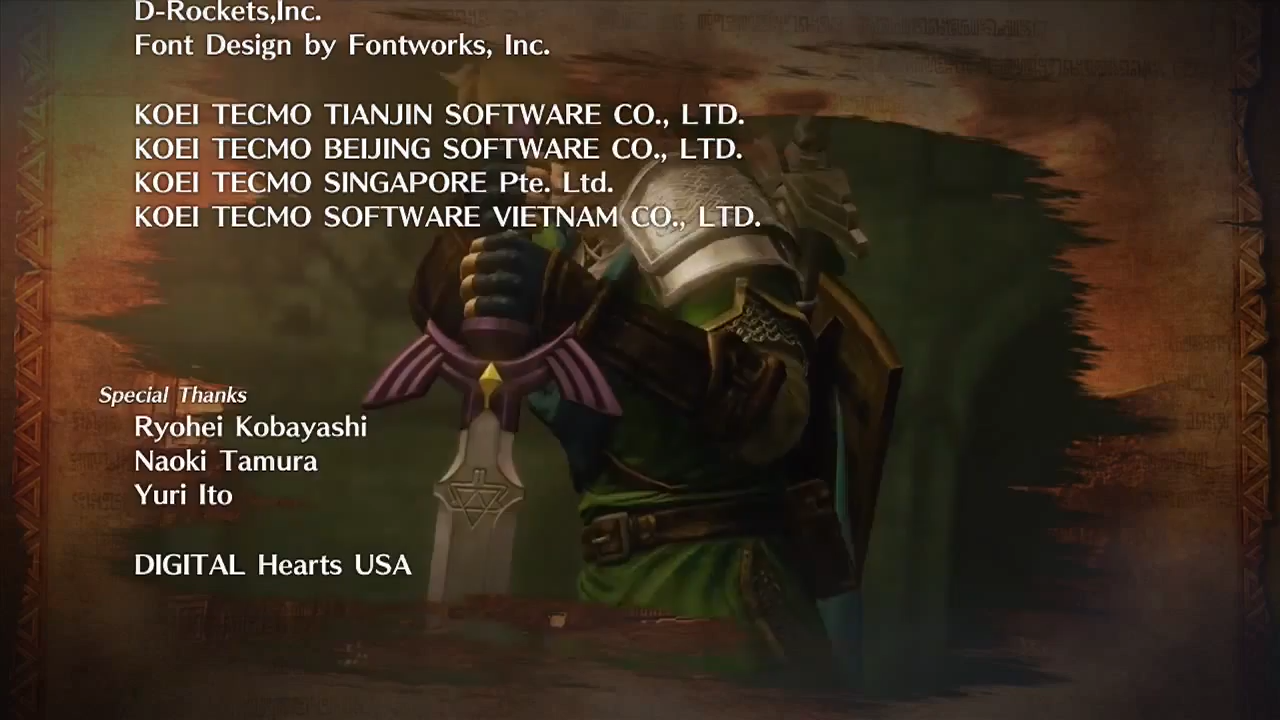 D-Rockets,Inc.
Font Design by Fontworks, Inc.
KOEI TECMO TIANJIN SOFTWARE CO., LTD.
KOEI TECMO BEIJING SOFTWARE CO., LTD.
KOEI TECMO SINGAPORE Pte. Ltd.
KOEI TECMO SOFTWARE VIETNAM CO., LTD.
Special Thanks
Ryohei Kobayashi
Naoki Tamura
Yuri Ito
DIGITAL Hearts USA